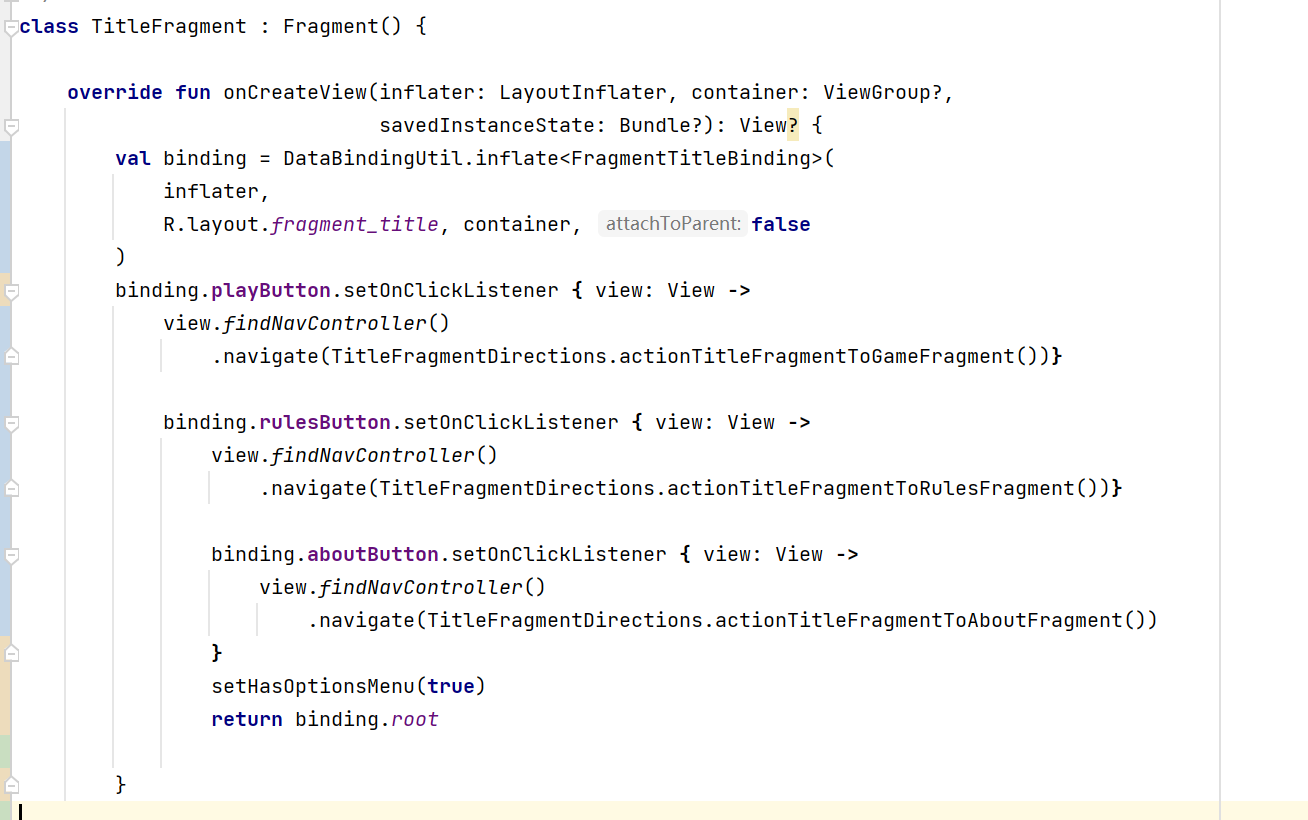 class TitleFragment : Fragment() {
override fun onCreateView(inflater: LayoutInflater, container: ViewGroup?,
savedInstanceState: Bundle?): View? {
val binding = DataBindingUtil.inflate<FragmentTitleBinding>(
inflater,
R.layout.fragment_title, container, attachToParent: false
)
binding.playButton.setOnClickListener { view: View ->
view.findNavController()
.navigate(TitleFragmentDirections.actionTitleFragmentToGameFragment())}
binding.rulesButton.setOnClickListener { view: View ->
view.findNavController()
.navigate(TitleFragmentDirections.actionTitleFragmentToRulesFragment())}
binding.aboutButton.setOnClickListener { view: View ->
view.findNavController()
.navigate(TitleFragmentDirections.actionTitleFragmentToAboutFragment())
}
setHasOptionsMenu(true)
return binding.root
}